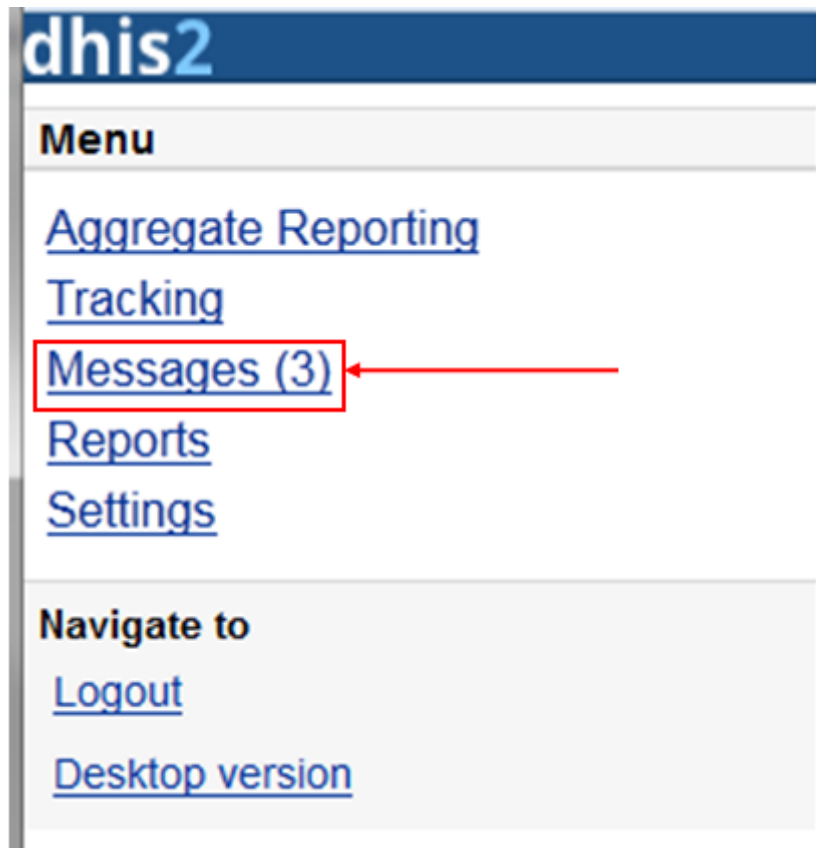 dhis2
Menu
Aggregate Reporting
Tracking
Messages (3)
Reports
Settings
Navigate to
Logout
Desktop version